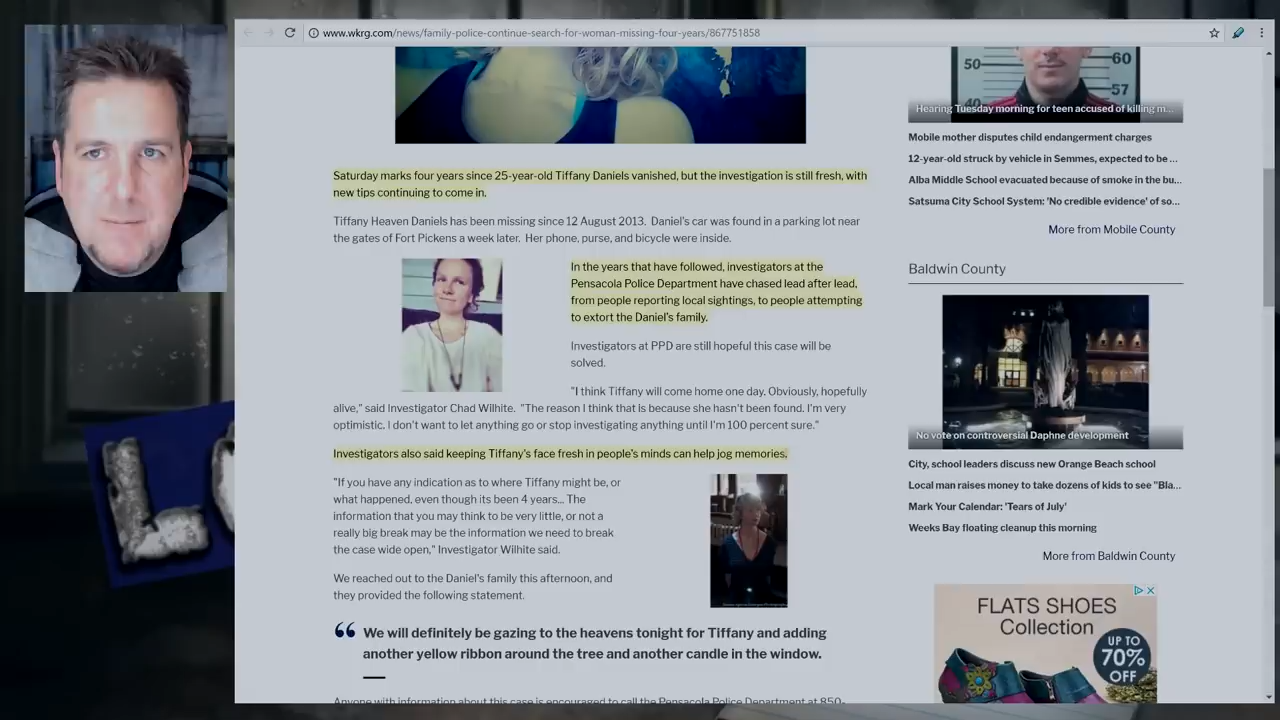 www.wkrg.com/news/family-police-continue-search-for-woman-missing-four-years/867751858
Saturday marks four years since 25-year-old Tiffany Daniels vanished, but the investigation is still fresh, with
new tips continuing to come in.
Tiffany Heaven Daniels has been missing since 12 August 2013. Daniel's car was found in a parking lot near
the gates of Fort Pickens a week later. Her phone, purse, and bicycle were inside.
In the years that have followed, investigators at the
Pensacola Police Department have chased lead after lead,
from people reporting local sightings, to people attempting
to extort the Daniel's family.
Investigators at PPD are still hopeful this case will be
solved.
"I think Tiffany will come home one day. Obviously, hopefully
alive," said Investigator Chad Wilhite. "The reason I think that is because she hasn't been found. I'm very
optimistic. I don't want to let anything go or stop investigating anything until I'm 100 percent sure."
Investigators also said keeping Tiffany's face fresh in people's minds can help jog memories.
"If you have any indication as to where Tiffany might be, or
what happened, even though its been 4 years... The
information that you may think to be very little, or not a
really big break may be the information we need to break
the case wide open," Investigator Wilhite said.
We reached out to the Daniel's family this afternoon, and
they provided the following statement.
“ We will definitely be gazing to the heavens tonight for Tiffany and adding
another yellow ribbon around the tree and another candle in the window.
Anyone with information about this case is encouraged to call the Pensacola Police Department at 850-
50 60
40 57
Hearing Tuesday morning for teen accused of killing m...
Mobile mother disputes child endangerment charges
12-year-old struck by vehicle in Semmes, expected to be ...
Alba Middle School evacuated because of smoke in the bu...
Satsuma City School System: 'No credible evidence' of so...
More from Mobile County
Baldwin County
No vote on controversial Daphne development
City, school leaders discuss new Orange Beach school
Local man raises money to take dozens of kids to see "Bla...
Mark Your Calendar: 'Tears of July'
Weeks Bay floating cleanup this morning
More from Baldwin County
FLATS SHOES
Collection
UP TO
70%
OFF